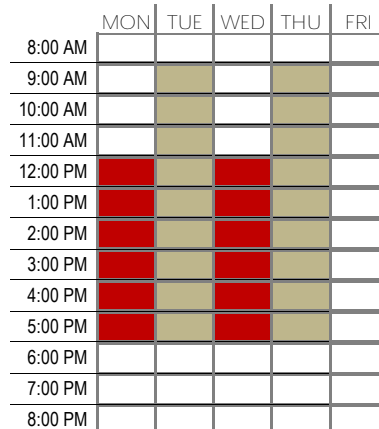 MON TUE WED THU FRI
8:00 AM
9:00 AM
10:00 AM
11:00 AM
12:00 PM
1:00 PM
2:00 PM
3:00 PM
4:00 PM
5:00 PM
6:00 PM
7:00 PM
8:00 PM